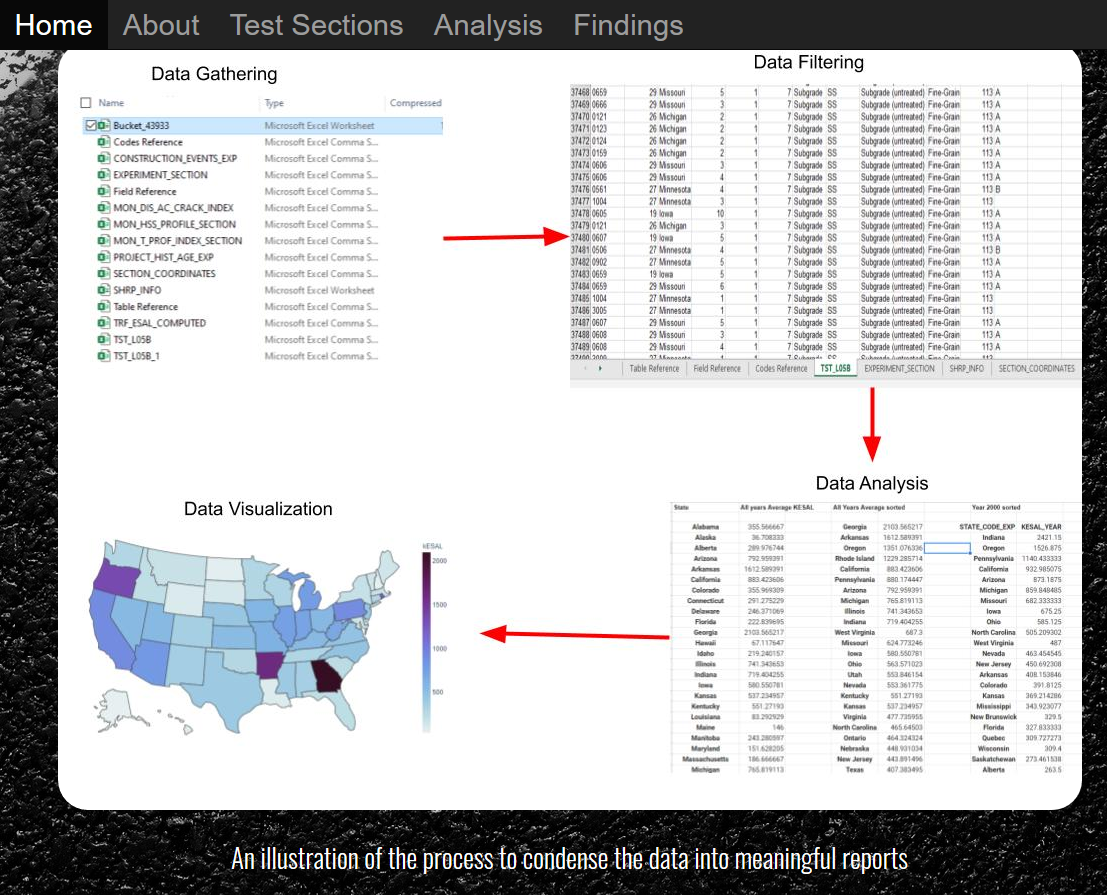 Home About Test Sections Analysis Findings
Data Gathering
Name Type Compressed
Bucket_43933 Microsoft Excel Worksheet 1
Codes Reference Microsoft Excel Comma S...
CONSTRUCTION_EVENTS_EXP Microsoft Excel Comma S...
EXPERIMENT_SECTION Microsoft Excel Comma S...
Field Reference Microsoft Excel Comma S...
MON_DIS_AC_CRACK_INDEX Microsoft Excel Comma S...
MON_HSS_PROFILE_SECTION Microsoft Excel Comma S...
MON_T_PROF_INDEX_SECTION Microsoft Excel Comma S...
PROJECT_HIST_AGE_EXP Microsoft Excel Comma S...
SECTION_COORDINATES Microsoft Excel Comma S...
SHRP_INFO Microsoft Excel Worksheet
Table Reference Microsoft Excel Comma S...
TRF_ESAL_COMPUTED Microsoft Excel Comma S...
TST_L05B Microsoft Excel Comma S...
TST_L05B_1 Microsoft Excel Comma S...
Data Filtering
37468 0659 29 Missouri 5 1 7 Subgrade SS Subgrade (untreated) Fine-Grain 113 A
37469 0666 29 Missouri 3 1 7 Subgrade SS Subgrade (untreated) Fine-Grain 113 A
37470 0121 26 Michigan 2 1 7 Subgrade SS Subgrade (untreated) Fine-Grain 113 A
37471 0123 26 Michigan 2 1 7 Subgrade SS Subgrade (untreated) Fine-Grain 113 A
37472 0124 26 Michigan 2 1 7 Subgrade SS Subgrade (untreated) Fine-Grain 113 A
37473 0159 26 Michigan 2 1 7 Subgrade SS Subgrade (untreated) Fine-Grain 113 A
37474 0606 29 Missouri 3 1 7 Subgrade SS Subgrade (untreated) Fine-Grain 113 A
37475 0606 29 Missouri 4 1 7 Subgrade SS Subgrade (untreated) Fine-Grain 113 A
37476 0561 27 Minnesota 4 1 7 Subgrade SS Subgrade (untreated) Fine-Grain 113 B
37477 1004 27 Minnesota 3 1 7 Subgrade SS Subgrade (untreated) Fine-Grain 113
37478 0605 19 Iowa 10 1 7 Subgrade SS Subgrade (untreated) Fine-Grain 113 A
37479 0121 26 Michigan 3 1 7 Subgrade SS Subgrade (untreated) Fine-Grain 113 A
37480 0607 19 Iowa 5 1 7 Subgrade SS Subgrade (untreated) Fine-Grain 113 A
37481 0506 27 Minnesota 4 1 7 Subgrade SS Subgrade (untreated) Fine-Grain 113 B
37482 0902 27 Minnesota 5 1 7 Subgrade SS Subgrade (untreated) Fine-Grain 113 A
37483 0659 19 Iowa 5 1 7 Subgrade SS Subgrade (untreated) Fine-Grain 113 A
37484 0659 29 Missouri 6 1 7 Subgrade SS Subgrade (untreated) Fine-Grain 113 A
37485 1004 27 Minnesota 1 1 7 Subgrade SS Subgrade (untreated) Fine-Grain 113
37486 3005 27 Minnesota 1 1 7 Subgrade SS Subgrade (untreated) Fine-Grain 113
37487 0607 29 Missouri 5 1 7 Subgrade SS Subgrade (untreated) Fine-Grain 113 A
37488 0608 29 Missouri 3 1 7 Subgrade SS Subgrade (untreated) Fine-Grain 113 A
37489 0608 29 Missouri 4 1 7 Subgrade SS Subgrade (untreated) Fine-Grain 113 A
Table Reference Field Reference Codes Reference TST_L05B EXPERIMENT_SECTION SHRP_INFO SECTION_COORDINATES
Data Analysis
State All years Average KESAL All Years Average sorted Year 2000 sorted
STATE_CODE_EXP KESAL_YEAR
Alabama 355.566667 Georgia 2103.565217
Alaska 36.708333 Arkansas 1612.589391 Indiana 2421.15
Alberta 289.976744 Oregon 1351.076336 Oregon 1526.875
Arizona 792.959391 Rhode Island 1229.285714 Pennsylvania 1140.433333
Arkansas 1612.589391 California 883.423606 California 932.985075
California 883.423606 Pennsylvania 880.174447 Arizona 873.1875
Colorado 355.969309 Arizona 792.959391 Michigan 859.848485
Connecticut 291.275229 Michigan 765.819113 Missouri 682.333333
Delaware 246.371069 Illinois 741.343653 Iowa 675.25
Florida 222.839695 Indiana 719.404255 Ohio 585.125
Georgia 2103.565217 West Virginia 687.3 North Carolina 505.209302
Hawaii 67.117647 Missouri 624.773246 West Virginia 487
Idaho 219.240157 Iowa 580.550781 Nevada 463.454545
Illinois 741.343653 Ohio 563.571023 New Jersey 450.692308
Indiana 719.404255 Utah 553.846154 Arkansas 408.153846
Iowa 580.550781 Nevada 553.361775 Colorado 391.8125
Kansas 537.234957 Kentucky 551.27193 Kansas 369.214286
Kentucky 551.27193 Kansas 537.234957 Mississippi 343.923077
Louisiana 83.292929 Virginia 477.735955 New Brunswick 329.5
Maine 146 North Carolina 465.64503 Florida 327.833333
Manitoba 243.280597 Ontario 464.324324 Quebec 309.727273
Maryland 151.628205 Nebraska 448.931034 Wisconsin 309.4
Massachusetts 186.666667 New Jersey 443.891496 Saskatchewan 273.461538
Michigan 765.819113 Texas 407.383495 Alberta 263.5
Data Visualization
KESAL
2000
1500
1000
500
An illustration of the process to condense the data into meaningful reports